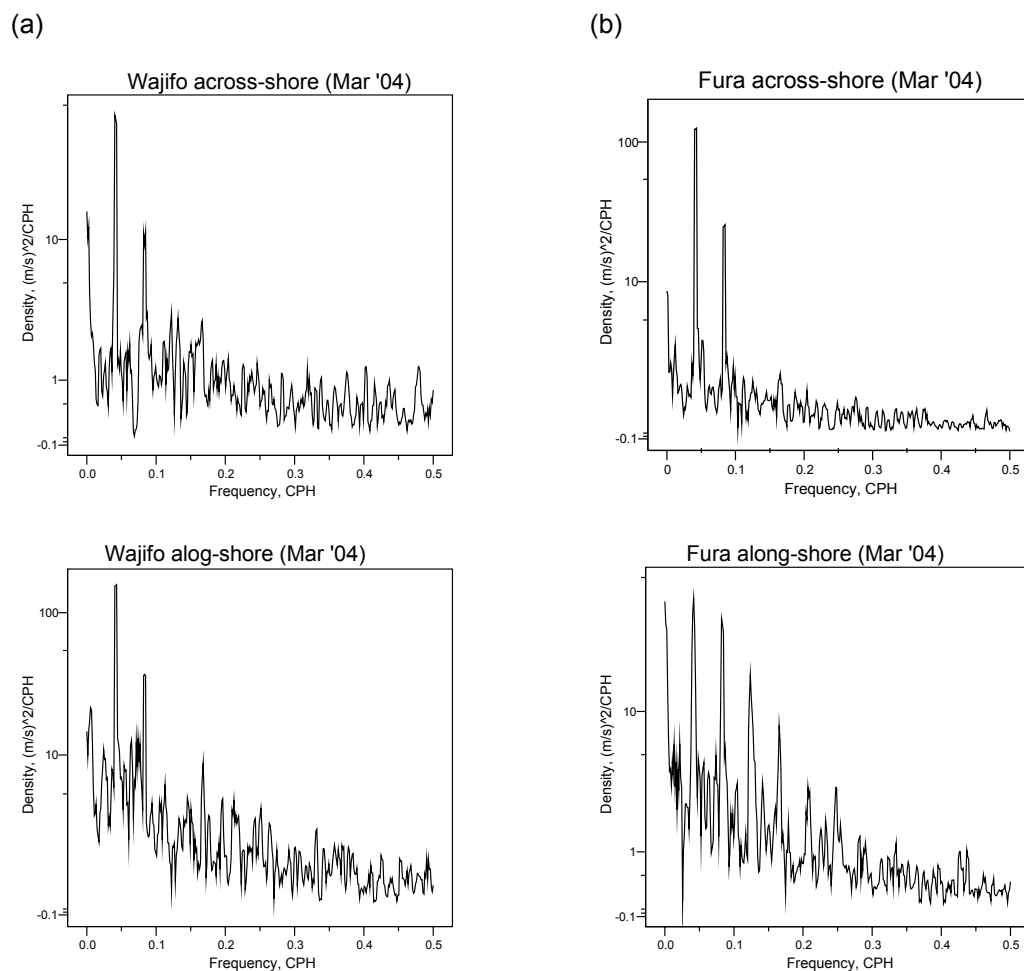 (a)
(b)
Wajifo across-shore (Mar '04)
Density, (m/s)^2/CPH
10
1
-0.1
0.0 0.1 0.2 0.3 0.4 0.5
Frequency, CPH
Fura across-shore (Mar '04)
Density, (m/s)^2/CPH
100
10
-0.1
0 0.1 0.2 0.3 0.4 0.5
Frequency, CPH
Wajifo alog-shore (Mar '04)
Density, (m/s)^2/CPH
100
10
-0.1
0.0 0.1 0.2 0.3 0.4 0.5
Frequency, CPH
Fura along-shore (Mar '04)
Density, (m/s)^2/CPH
10
1
-0.1
0.0 0.1 0.2 0.3 0.4 0.5
Frequency, CPH